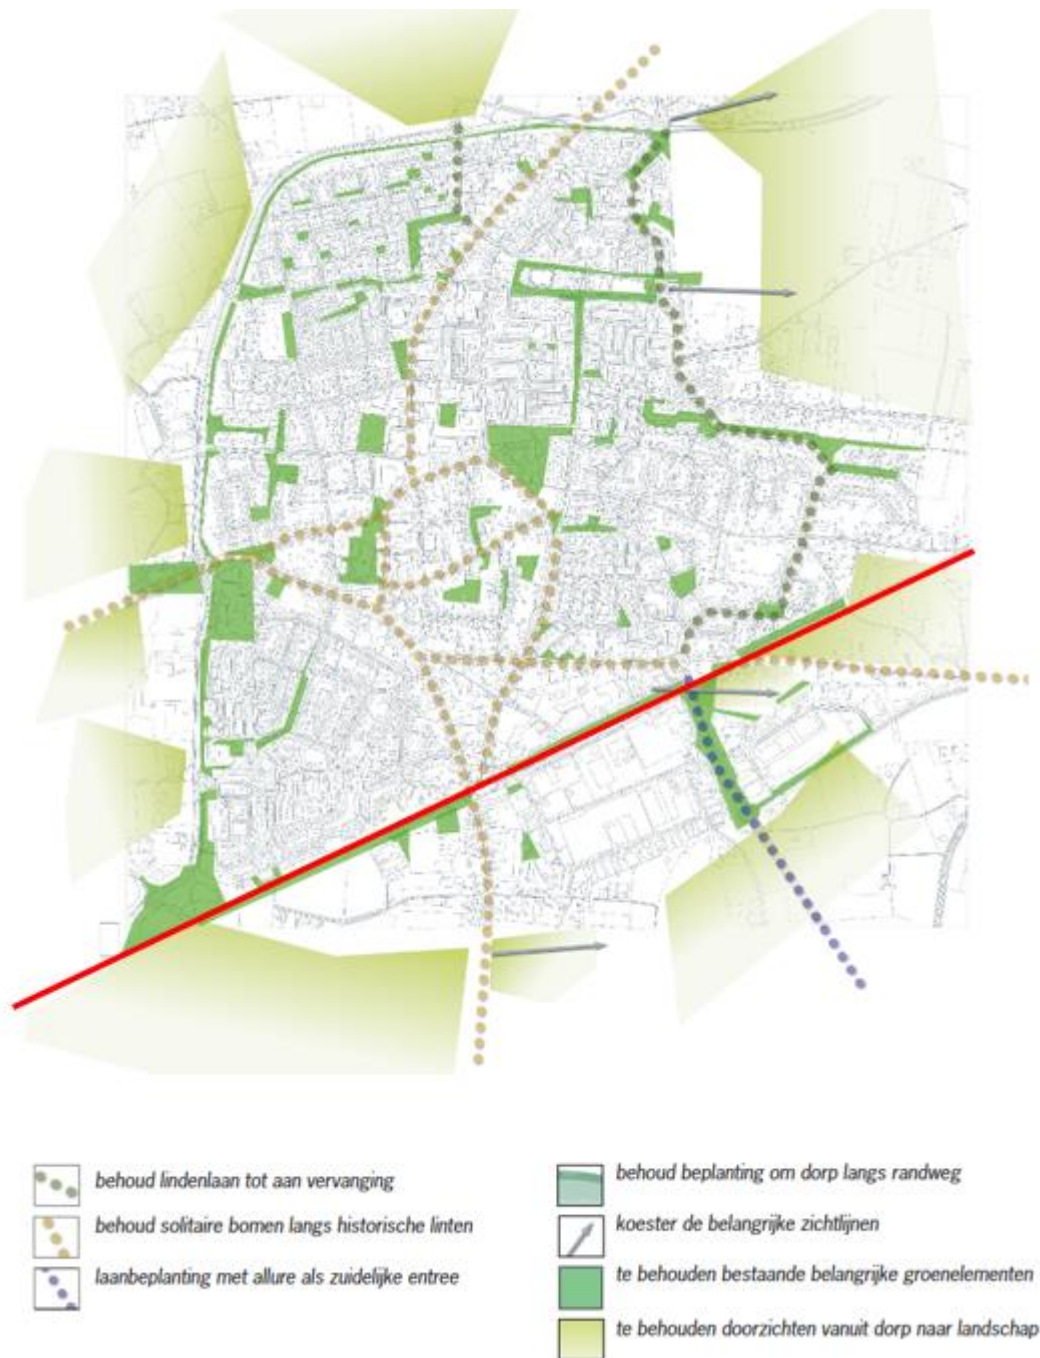 behoud lindenlaan tot aan vervanging
behoud solitaire bomen langs historische linten
laanbeplanting met allure als zuidelijke entree
behoud beplanting om dorp langs randweg
koester de belangrijke zichtlijnen
te behouden bestaande belangrijke groenelementen
te behouden doorzichten vanuit dorp naar landschap